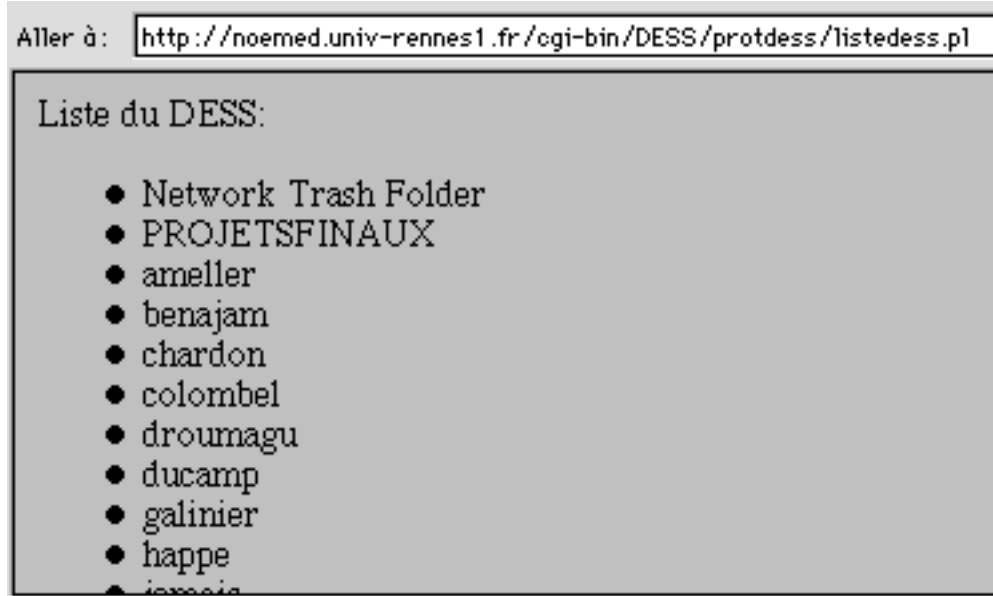 Aller à: http://noemed.univ-rennes1.fr/cgi-bin/DESS/protdess/listedess.pl
Liste du DESS:
Network Trash Folder
PROJETSFINAUX
ameller
benajam
chardon
colombel
droumagu
ducamp
galinier
happe